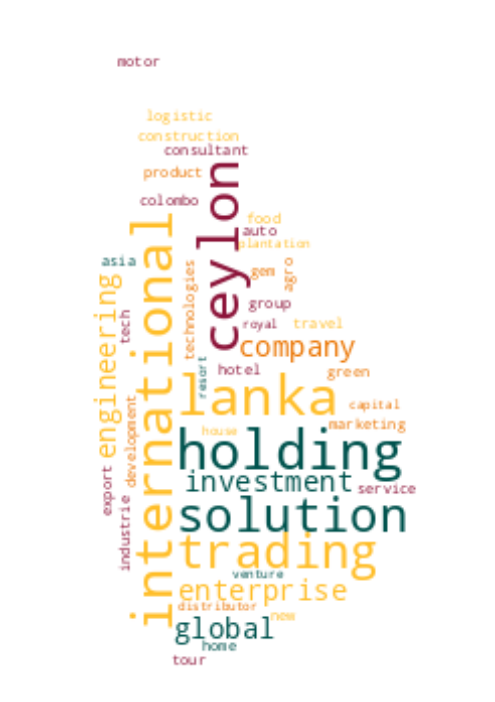 motor
logistic
construction
consultant
product
ceylon
colombo
international
food
auto
plantation
asia
technologies
gem
agro
engineering
group
tech
royal
travel
company
resort
hotel
green
lanka
development
capital
marketing
house
holding
export
investment
service
industrie
solution
trading
venture
enterprise
distributor
new
global
home
tour